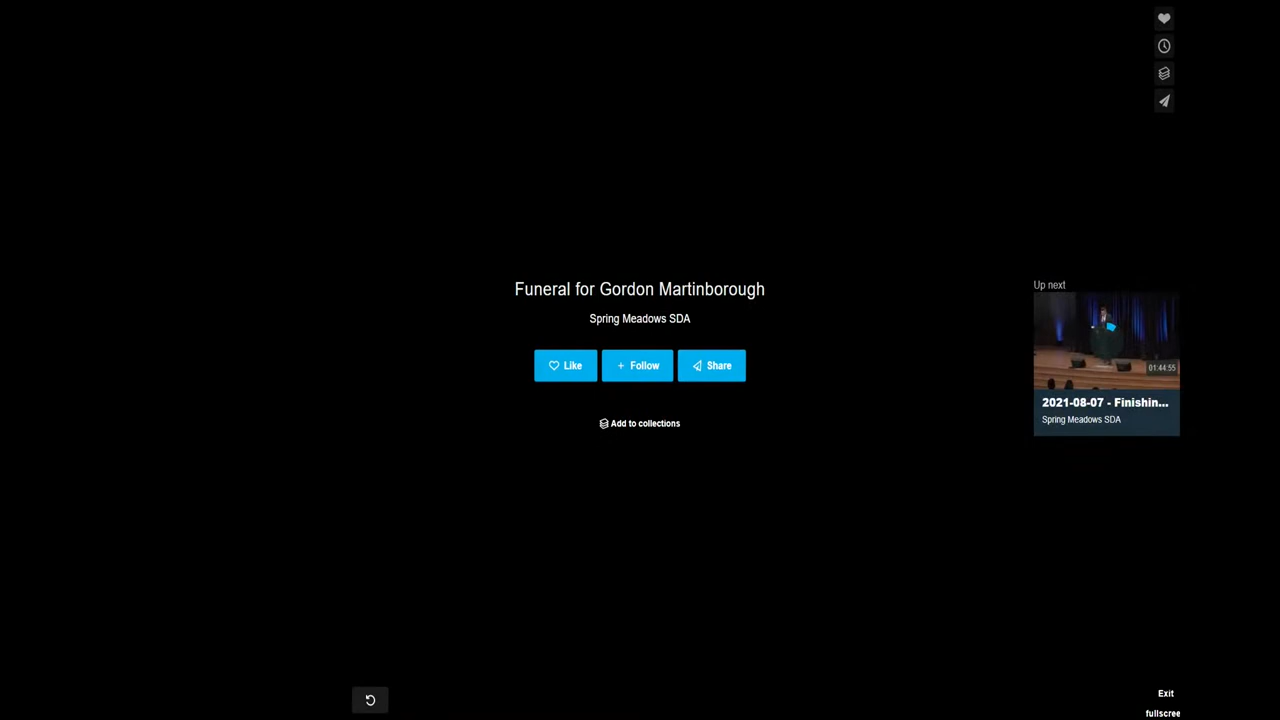 Funeral for Gordon Martinborough
Spring Meadows SDA
Like
Follow
Share
Add to collections
Up next
01:44:55
2021-08-07 - Finishin...
Spring Meadows SDA
Exit
fullscree